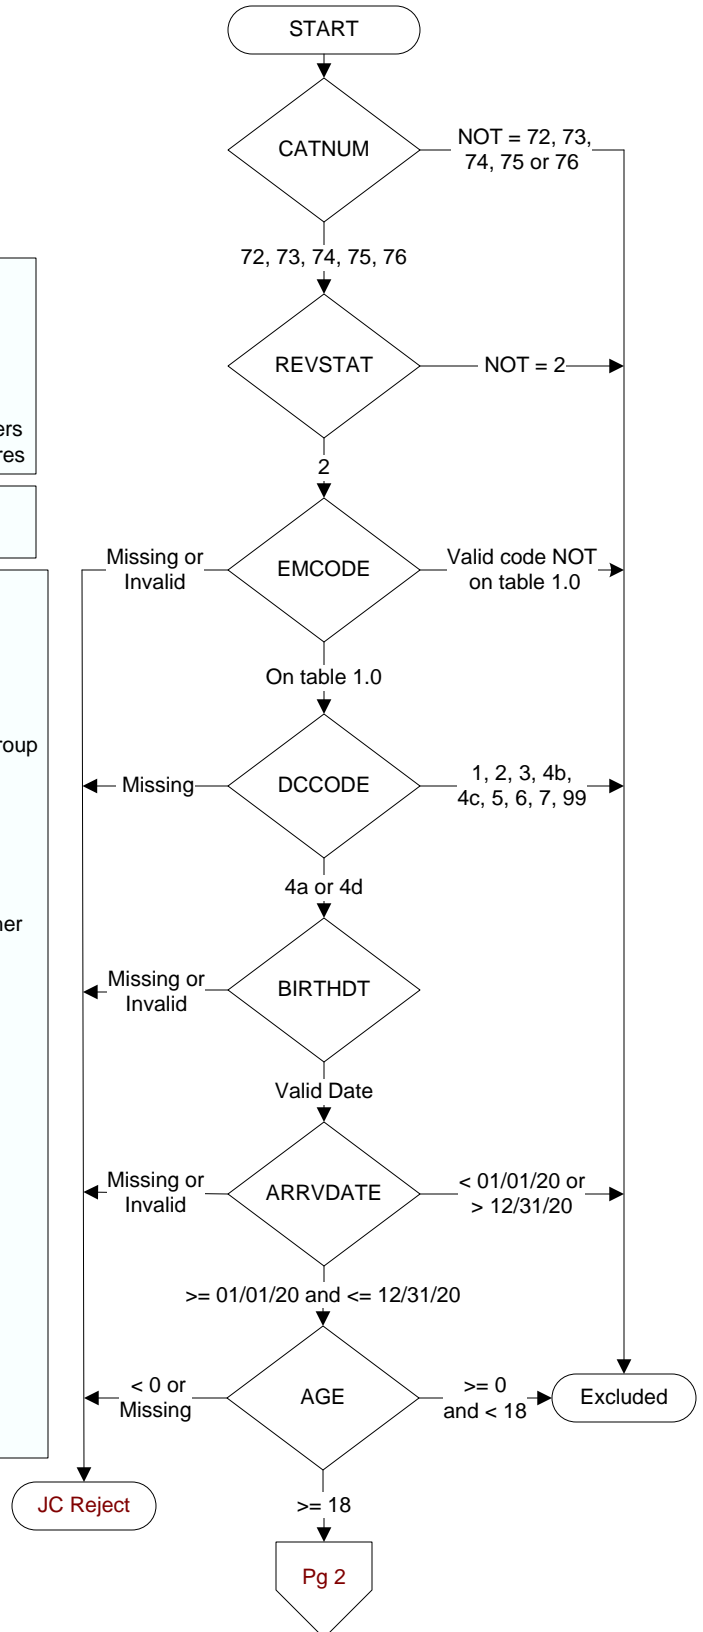 START
CATNUM
NOT = 72, 73,
74, 75 or 76
72, 73, 74, 75, 76
REVSTAT
NOT = 2
2
EMCODE
Missing or
Invalid
Valid code NOT
on table 1.0
On table 1.0
DCCODE
Missing
1, 2, 3, 4b,
4c, 5, 6, 7, 99
4a or 4d
BIRTHDT
Missing or
Invalid
Valid Date
ARRVDATE
Missing or
Invalid
< 01/01/20 or
> 12/31/20
>= 01/01/20 and <= 12/31/20
AGE
< 0 or
Missing
>= 0
and < 18
Excluded
JC Reject
>= 18
Pg 2